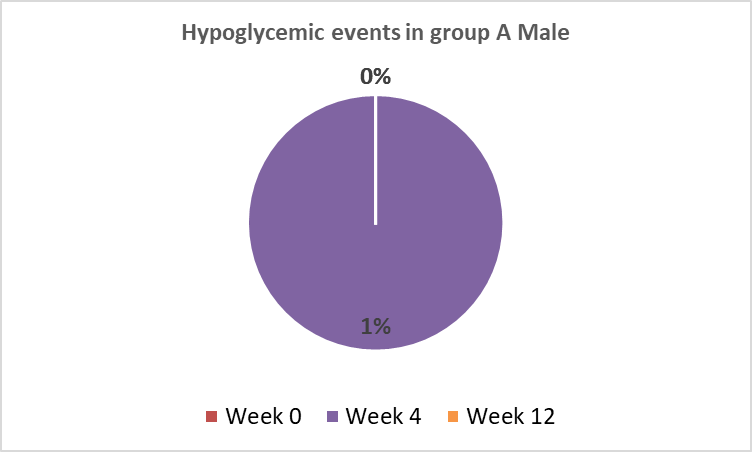 Hypoglycemic events in group A Male
0%
1%
Week 0 Week 4 Week 12